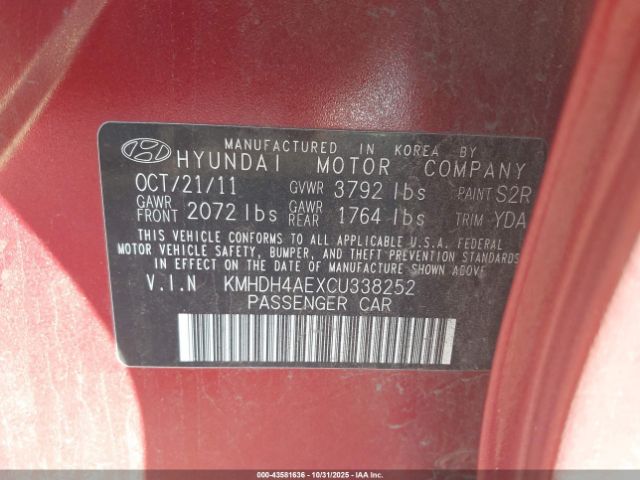 MANUFACTURED IN KOREA BY
HYUNDAI MOTOR COMPANY
OCT/21/11 GVWR 3792 lbs PAINT S2R
GAWR FRONT 2072 lbs GAWR REAR 1764 lbs TRIM YDA
THIS VEHICLE CONFORMS TO ALL APPLICABLE U.S.A. FEDERAL
MOTOR VEHICLE SAFETY, BUMPER, AND THEFT PREVENTION STANDARDS
IN EFFECT ON THE DATE OF MANUFACTURE SHOWN ABOVE.
V.I.N KMHDH4AEXCU338252
PASSENGER CAR
000-43581636 - 10/31/2025 - COPART, INC.